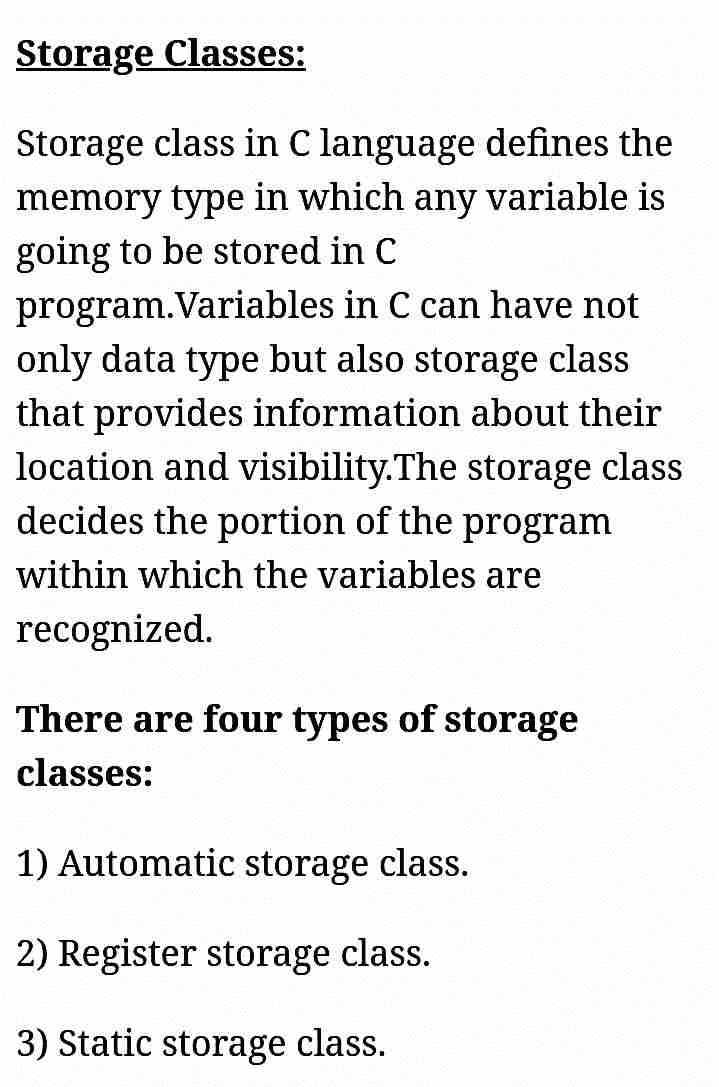 Storage Classes:
Storage class in C language defines the
memory type in which any variable is
going to be stored in C
program.Variables in C can have not
only data type but also storage class
that provides information about their
location and visibility.The storage class
decides the portion of the program
within which the variables are
recognized.
There are four types of storage
classes:
1) Automatic storage class.
2) Register storage class.
3) Static storage class.